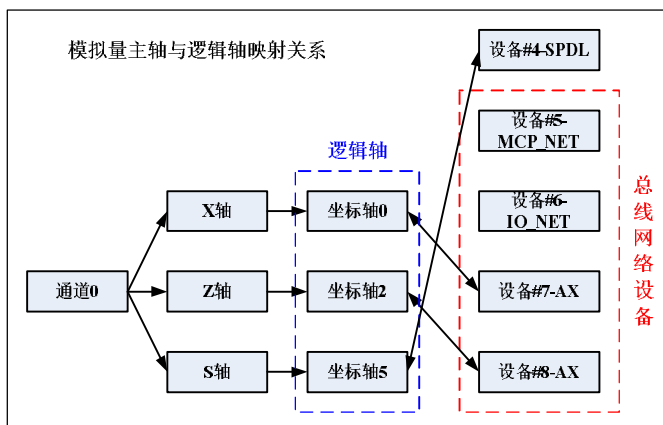 模拟量主轴与逻辑轴映射关系
设备#4-SPDL
设备#5-
MCP_NET
逻辑轴
设备#6-
IO_NET
X轴
坐标轴0
通道0
Z轴
坐标轴2
设备#7-AX
S轴
坐标轴5
设备#8-AX
总线网络设备